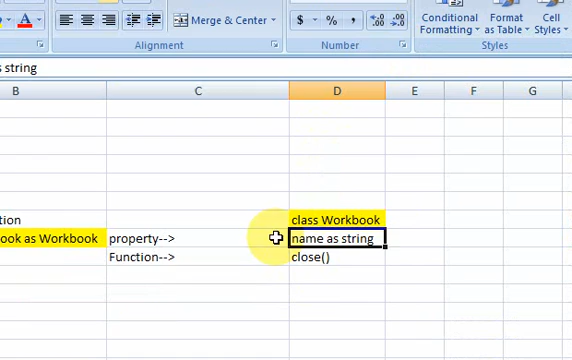 Merge & Center
$ % ,
Conditional Formatting
Format as Table
Cell Styles
Alignment
Number
Styles
s string
B C D E F G
tion class Workbook
ook as Workbook property--> name as string
Function--> close()